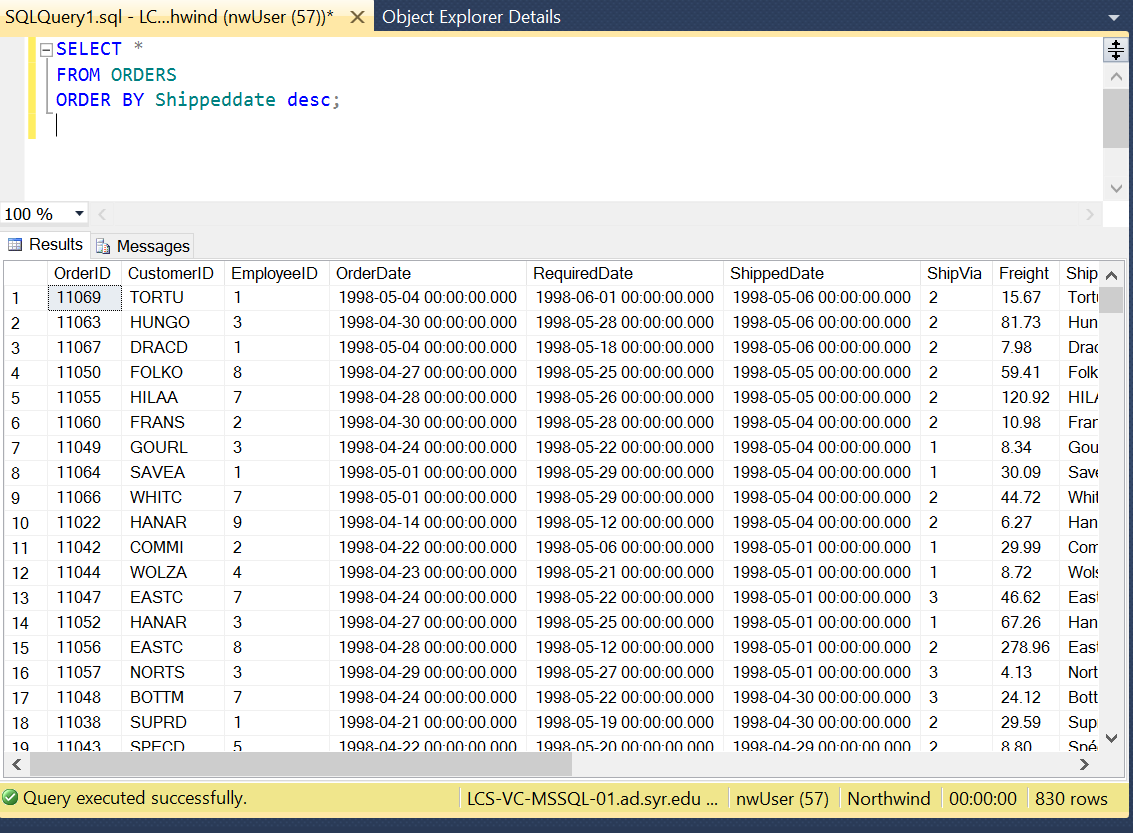 SQLQuery1.sql - LC...hwind (nwUser (57))* Object Explorer Details
SELECT *
FROM ORDERS
ORDER BY Shippeddate desc;
100 %
Results Messages
OrderID CustomerID EmployeeID OrderDate RequiredDate ShippedDate ShipVia Freight Ship
1 11069 TORTU 1 1998-05-04 00:00:00.000 1998-06-01 00:00:00.000 1998-05-06 00:00:00.000 2 15.67 Tort
2 11063 HUNGO 3 1998-04-30 00:00:00.000 1998-05-28 00:00:00.000 1998-05-06 00:00:00.000 2 81.73 Hun
3 11067 DRACD 1 1998-05-04 00:00:00.000 1998-05-18 00:00:00.000 1998-05-06 00:00:00.000 2 7.98 Drac
4 11050 FOLKO 8 1998-04-27 00:00:00.000 1998-05-25 00:00:00.000 1998-05-05 00:00:00.000 2 59.41 Folk
5 11055 HILAA 7 1998-04-28 00:00:00.000 1998-05-26 00:00:00.000 1998-05-05 00:00:00.000 2 120.92 HILA
6 11060 FRANS 2 1998-04-30 00:00:00.000 1998-05-28 00:00:00.000 1998-05-04 00:00:00.000 2 10.98 Fran
7 11049 GOURL 3 1998-04-24 00:00:00.000 1998-05-22 00:00:00.000 1998-05-04 00:00:00.000 1 8.34 Gou
8 11064 SAVEA 1 1998-05-01 00:00:00.000 1998-05-29 00:00:00.000 1998-05-04 00:00:00.000 1 30.09 Save
9 11066 WHITC 7 1998-05-01 00:00:00.000 1998-05-29 00:00:00.000 1998-05-04 00:00:00.000 2 44.72 Whit
10 11022 HANAR 9 1998-04-14 00:00:00.000 1998-05-12 00:00:00.000 1998-05-04 00:00:00.000 2 6.27 Han
11 11042 COMMI 2 1998-04-22 00:00:00.000 1998-05-06 00:00:00.000 1998-05-01 00:00:00.000 1 29.99 Com
12 11044 WOLZA 4 1998-04-23 00:00:00.000 1998-05-21 00:00:00.000 1998-05-01 00:00:00.000 1 8.72 Wols
13 11047 EASTC 7 1998-04-24 00:00:00.000 1998-05-22 00:00:00.000 1998-05-01 00:00:00.000 3 46.62 East
14 11052 HANAR 3 1998-04-27 00:00:00.000 1998-05-25 00:00:00.000 1998-05-01 00:00:00.000 1 67.26 Han
15 11056 EASTC 8 1998-04-28 00:00:00.000 1998-05-12 00:00:00.000 1998-05-01 00:00:00.000 2 278.96 East
16 11057 NORTS 3 1998-04-29 00:00:00.000 1998-05-27 00:00:00.000 1998-05-01 00:00:00.000 3 4.13 Nort
17 11048 BOTTM 7 1998-04-24 00:00:00.000 1998-05-22 00:00:00.000 1998-04-30 00:00:00.000 3 24.12 Bott
18 11038 SUPRD 1 1998-04-21 00:00:00.000 1998-05-19 00:00:00.000 1998-04-30 00:00:00.000 2 29.59 Sup
19 11043 SPECD 5 1998-04-22 00:00:00.000 1998-05-20 00:00:00.000 1998-04-29 00:00:00.000 2 8.80 Spé
Query executed successfully. LCS-VC-MSSQL-01.ad.syr.edu ... nwUser (57) Northwind 00:00:00 830 rows